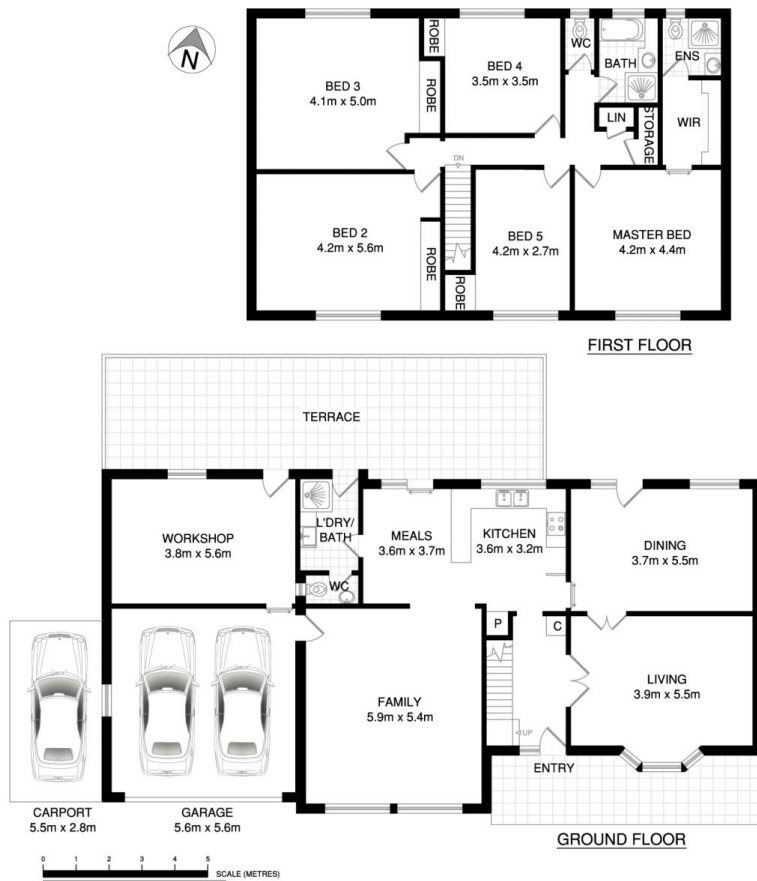 N
ROBE
BED 3
4.1m x 5.0m
ROBE
BED 4
3.5m x 3.5m
WC
BATH
ENS
LIN
STORAGE
WIR
DN
BED 2
4.2m x 5.6m
ROBE
ROBE
BED 5
4.2m x 2.7m
MASTER BED
4.2m x 4.4m
FIRST FLOOR
TERRACE
WORKSHOP
3.8m x 5.6m
L'DRY/
BATH
WC
MEALS
3.6m x 3.7m
KITCHEN
3.6m x 3.2m
DINING
3.7m x 5.5m
P
C
FAMILY
5.9m x 5.4m
LIVING
3.9m x 5.5m
UP
ENTRY
CARPORT
5.5m x 2.8m
GARAGE
5.6m x 5.6m
GROUND FLOOR
0 1 2 3 4 5
SCALE (METRES)